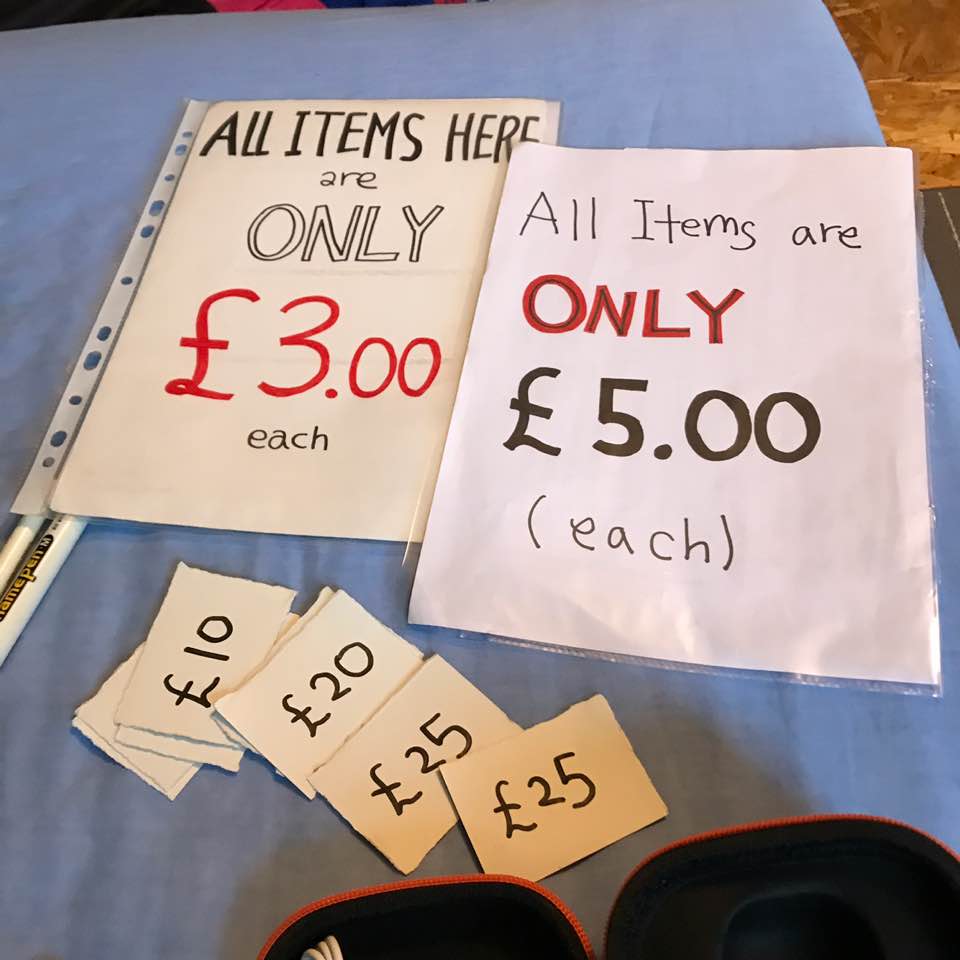 ALL ITEMS HERE
are
ONLY
£3.00
each
All Items are
ONLY
£5.00
(each)
£10
£20
£25
£25